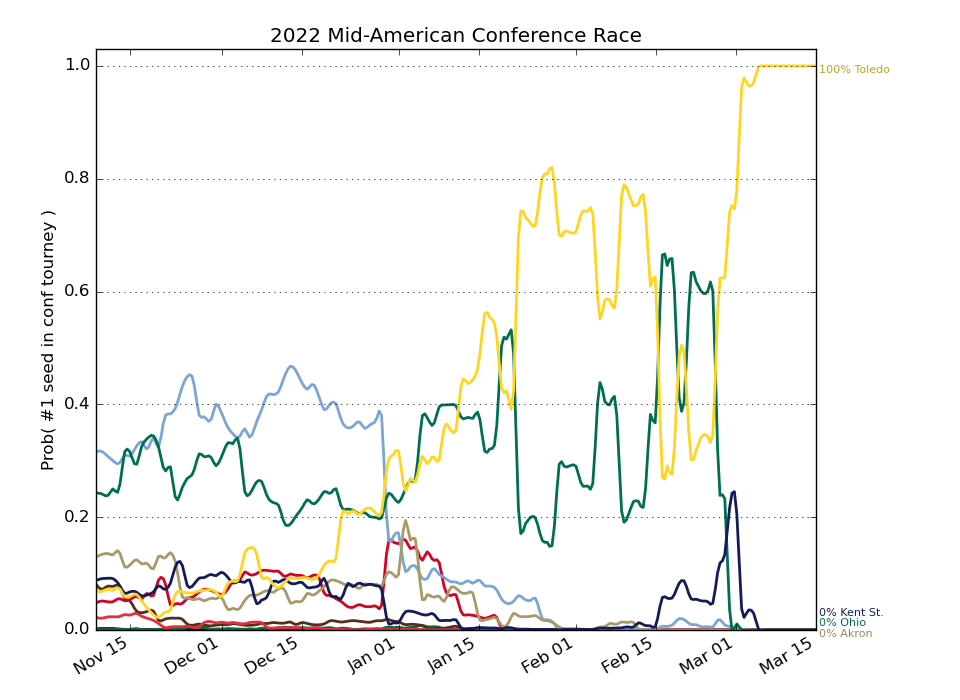 2022 Mid-American Conference Race
Prob( #1 seed in conf tourney )
1.0
0.8
0.6
0.4
0.2
0.0
100% Toledo
0% Kent St.
0% Ohio
0% Akron
Nov 15
Dec 01
Dec 15
Jan 01
Jan 15
Feb 01
Feb 15
Mar 01
Mar 15